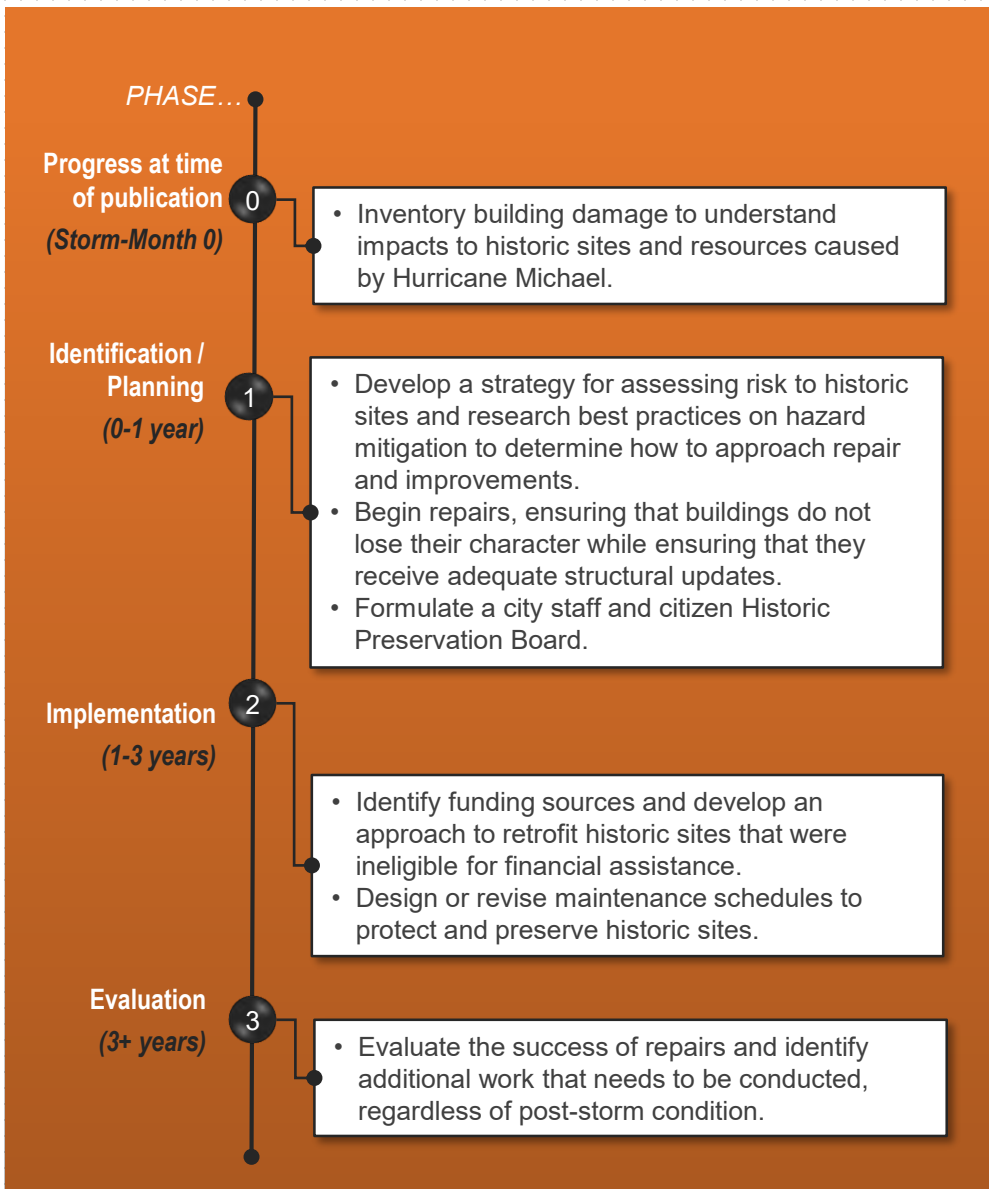 PHASE…
Progress at time
of publication
(Storm-Month 0)
0
• Inventory building damage to understand
impacts to historic sites and resources caused
by Hurricane Michael.
Identification /
Planning
(0-1 year)
1
• Develop a strategy for assessing risk to historic
sites and research best practices on hazard
mitigation to determine how to approach repair
and improvements.
• Begin repairs, ensuring that buildings do not
lose their character while ensuring that they
receive adequate structural updates.
• Formulate a city staff and citizen Historic
Preservation Board.
Implementation
(1-3 years)
2
• Identify funding sources and develop an
approach to retrofit historic sites that were
ineligible for financial assistance.
• Design or revise maintenance schedules to
protect and preserve historic sites.
Evaluation
(3+ years)
3
• Evaluate the success of repairs and identify
additional work that needs to be conducted,
regardless of post-storm condition.